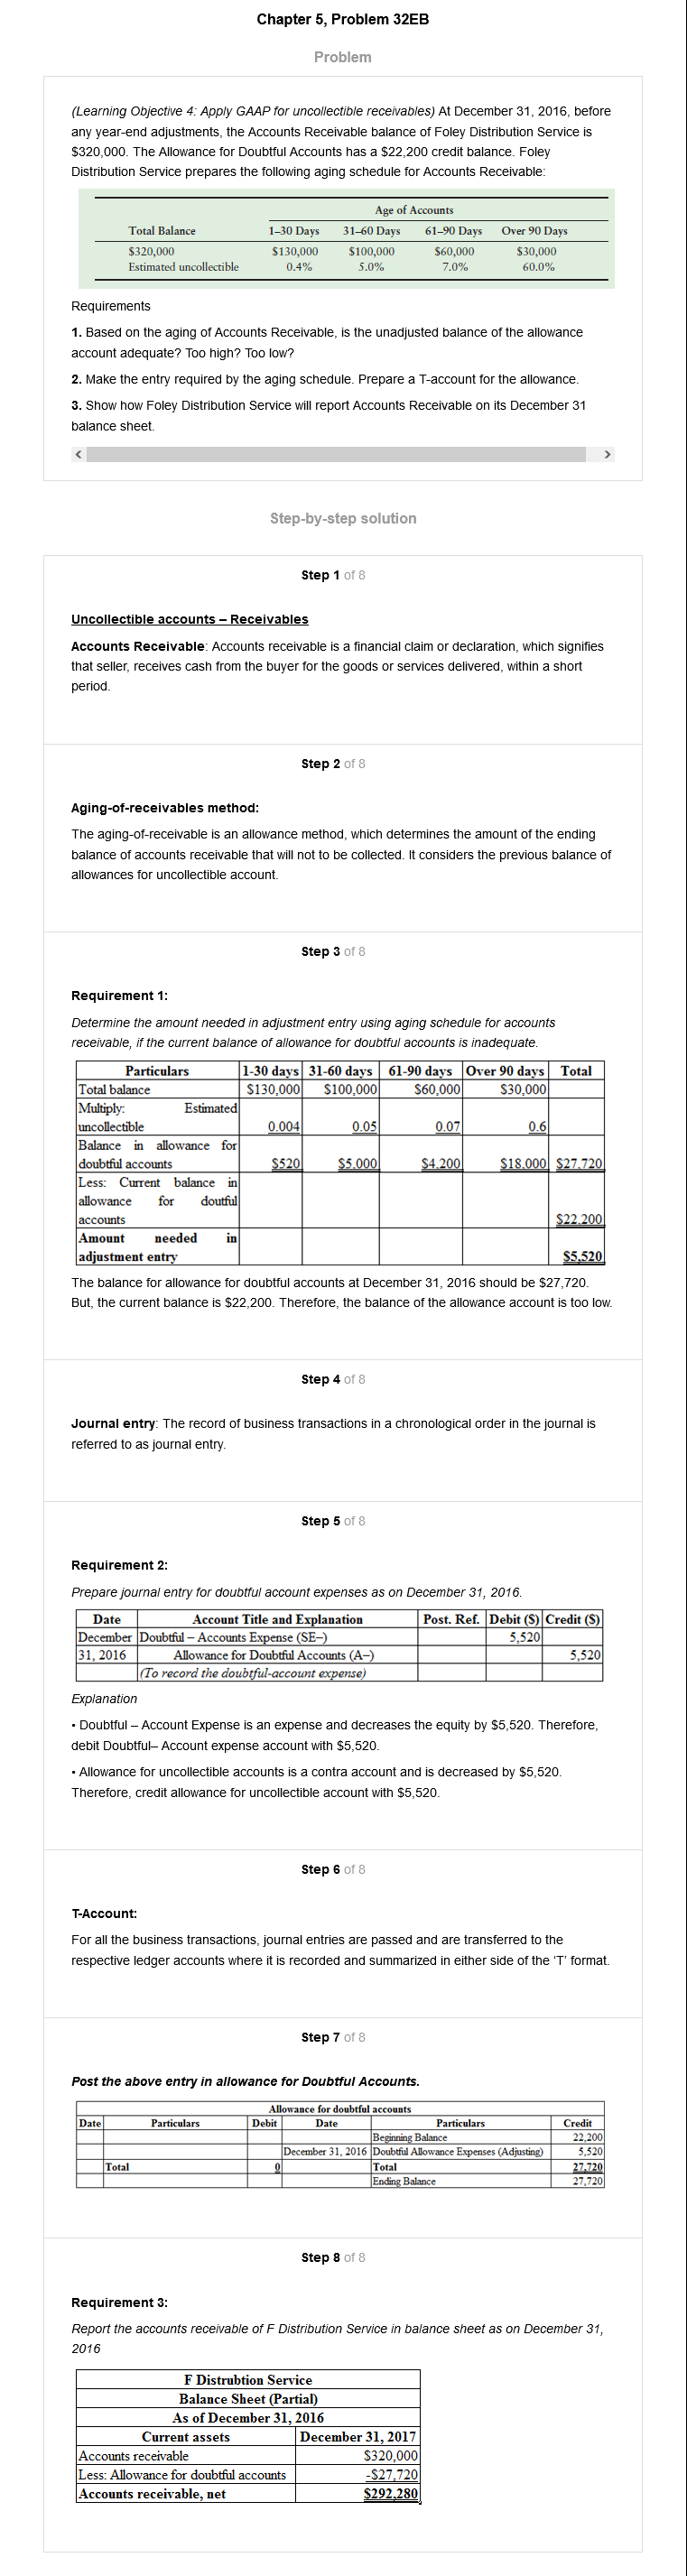 Chapter 5, Problem 32EB
Problem
(Learning Objective 4: Apply GAAP for uncollectible receivables) At December 31, 2016, before
any year-end adjustments, the Accounts Receivable balance of Foley Distribution Service is
$320,000. The Allowance for Doubtful Accounts has a $22,200 credit balance. Foley
Distribution Service prepares the following aging schedule for Accounts Receivable:
Age of Accounts
Total Balance 1–30 Days 31–60 Days 61–90 Days Over 90 Days
$320,000 $130,000 $100,000 $60,000 $30,000
Estimated uncollectible 0.4% 5.0% 7.0% 60.0%
Requirements
1. Based on the aging of Accounts Receivable, is the unadjusted balance of the allowance
account adequate? Too high? Too low?
2. Make the entry required by the aging schedule. Prepare a T-account for the allowance.
3. Show how Foley Distribution Service will report Accounts Receivable on its December 31
balance sheet.
Step-by-step solution
Step 1 of 8
Uncollectible accounts – Receivables
Accounts Receivable: Accounts receivable is a financial claim or declaration, which signifies
that seller, receives cash from the buyer for the goods or services delivered, within a short
period.
Step 2 of 8
Aging-of-receivables method:
The aging-of-receivable is an allowance method, which determines the amount of the ending
balance of accounts receivable that will not to be collected. It considers the previous balance of
allowances for uncollectible account.
Step 3 of 8
Requirement 1:
Determine the amount needed in adjustment entry using aging schedule for accounts
receivable, if the current balance of allowance for doubtful accounts is inadequate.
Particulars 1-30 days 31-60 days 61-90 days Over 90 days Total
Total balance $130,000 $100,000 $60,000 $30,000
Multiply: Estimated
uncollectible 0.004 0.05 0.07 0.6
Balance in allowance for
doubtful accounts $520 $5,000 $4,200 $18,000 $27,720
Less: Current balance in
allowance for doutful
accounts $22,200
Amount needed in
adjustment entry $5,520
The balance for allowance for doubtful accounts at December 31, 2016 should be $27,720.
But, the current balance is $22,200. Therefore, the balance of the allowance account is too low.
Step 4 of 8
Journal entry: The record of business transactions in a chronological order in the journal is
referred to as journal entry.
Step 5 of 8
Requirement 2:
Prepare journal entry for doubtful account expenses as on December 31, 2016.
Date Account Title and Explanation Post. Ref. Debit ($) Credit ($)
December Doubtful – Accounts Expense (SE–) 5,520
31, 2016 Allowance for Doubtful Accounts (A–) 5,520
(To record the doubtful-account expense)
Explanation
• Doubtful – Account Expense is an expense and decreases the equity by $5,520. Therefore,
debit Doubtful– Account expense account with $5,520.
• Allowance for uncollectible accounts is a contra account and is decreased by $5,520.
Therefore, credit allowance for uncollectible account with $5,520.
Step 6 of 8
T-Account:
For all the business transactions, journal entries are passed and are transferred to the
respective ledger accounts where it is recorded and summarized in either side of the ‘T’ format.
Step 7 of 8
Post the above entry in allowance for Doubtful Accounts.
Allowance for doubtful accounts
Date Particulars Debit Date Particulars Credit
Beginning Balance 22,200
December 31, 2016 Doubtful Allowance Expenses (Adjusting) 5,520
Total 0 Total 27,720
Ending Balance 27,720
Step 8 of 8
Requirement 3:
Report the accounts receivable of F Distribution Service in balance sheet as on December 31,
2016
F Distrubtion Service
Balance Sheet (Partial)
As of December 31, 2016
Current assets December 31, 2017
Accounts receivable $320,000
Less: Allowance for doubtful accounts -$27,720
Accounts receivable, net $292,280